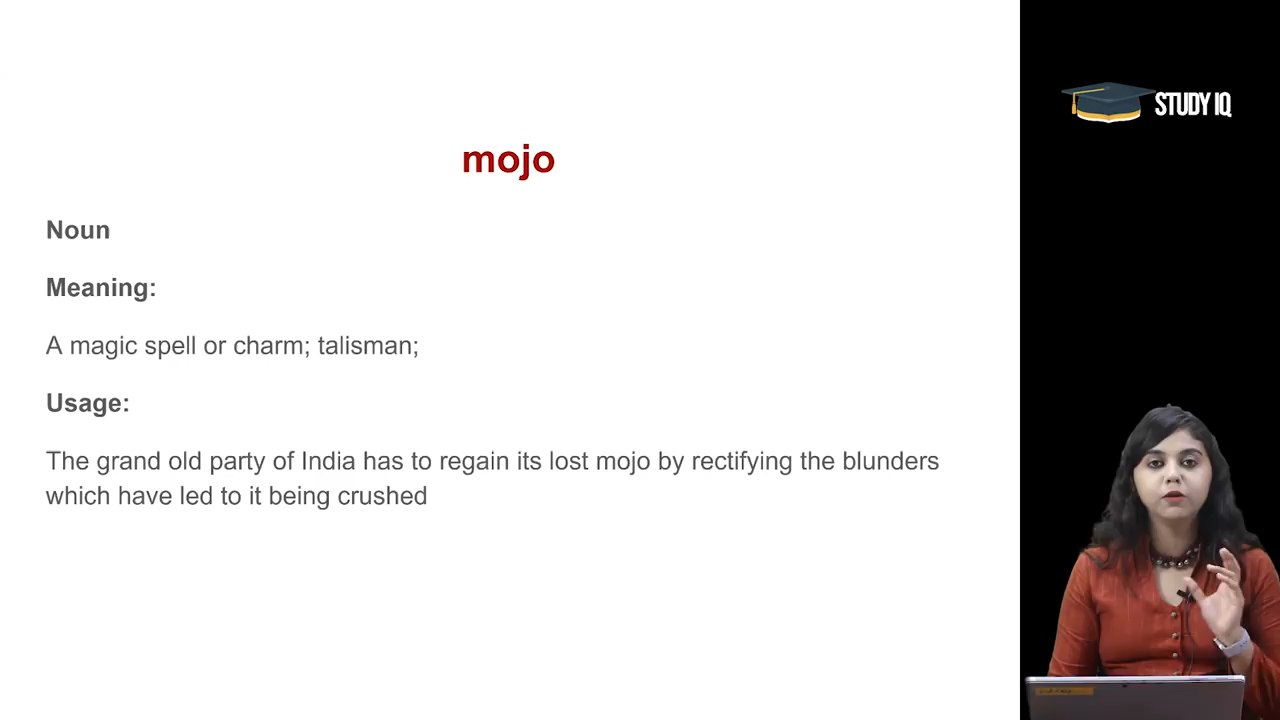 STUDY IQ
mojo
Noun
Meaning:
A magic spell or charm; talisman;
Usage:
The grand old party of India has to regain its lost mojo by rectifying the blunders
which have led to it being crushed